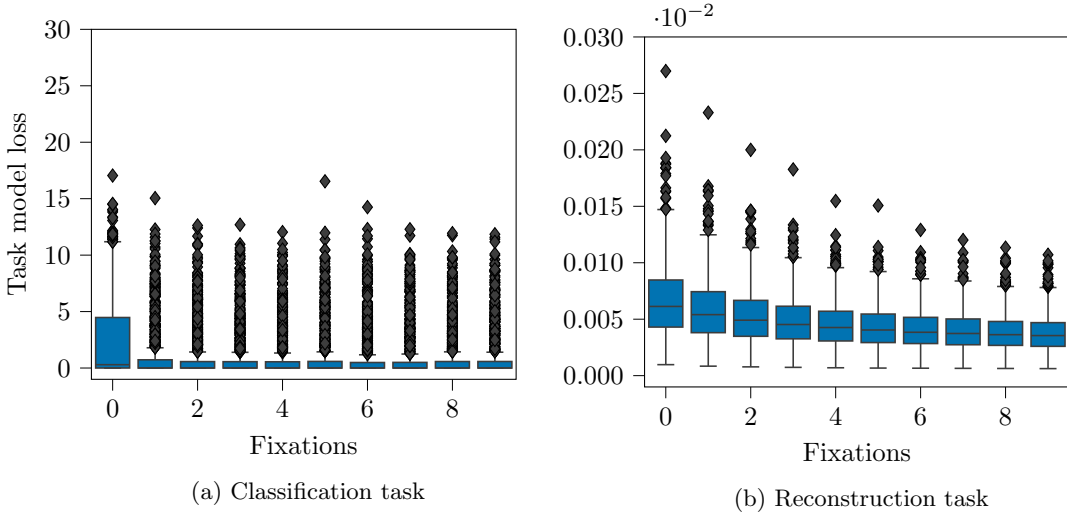 30
25
20
15
10
5
0
Task model loss
0 2 4 6 8
Fixations
(a) Classification task
·10⁻²
0.030
0.025
0.020
0.015
0.010
0.005
0.000
0 2 4 6 8
Fixations
(b) Reconstruction task